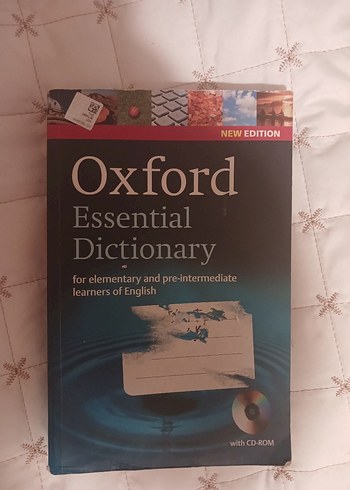 NEW EDITION
Oxford
Essential
Dictionary
for elementary and pre-intermediate
learners of English
with CD-ROM